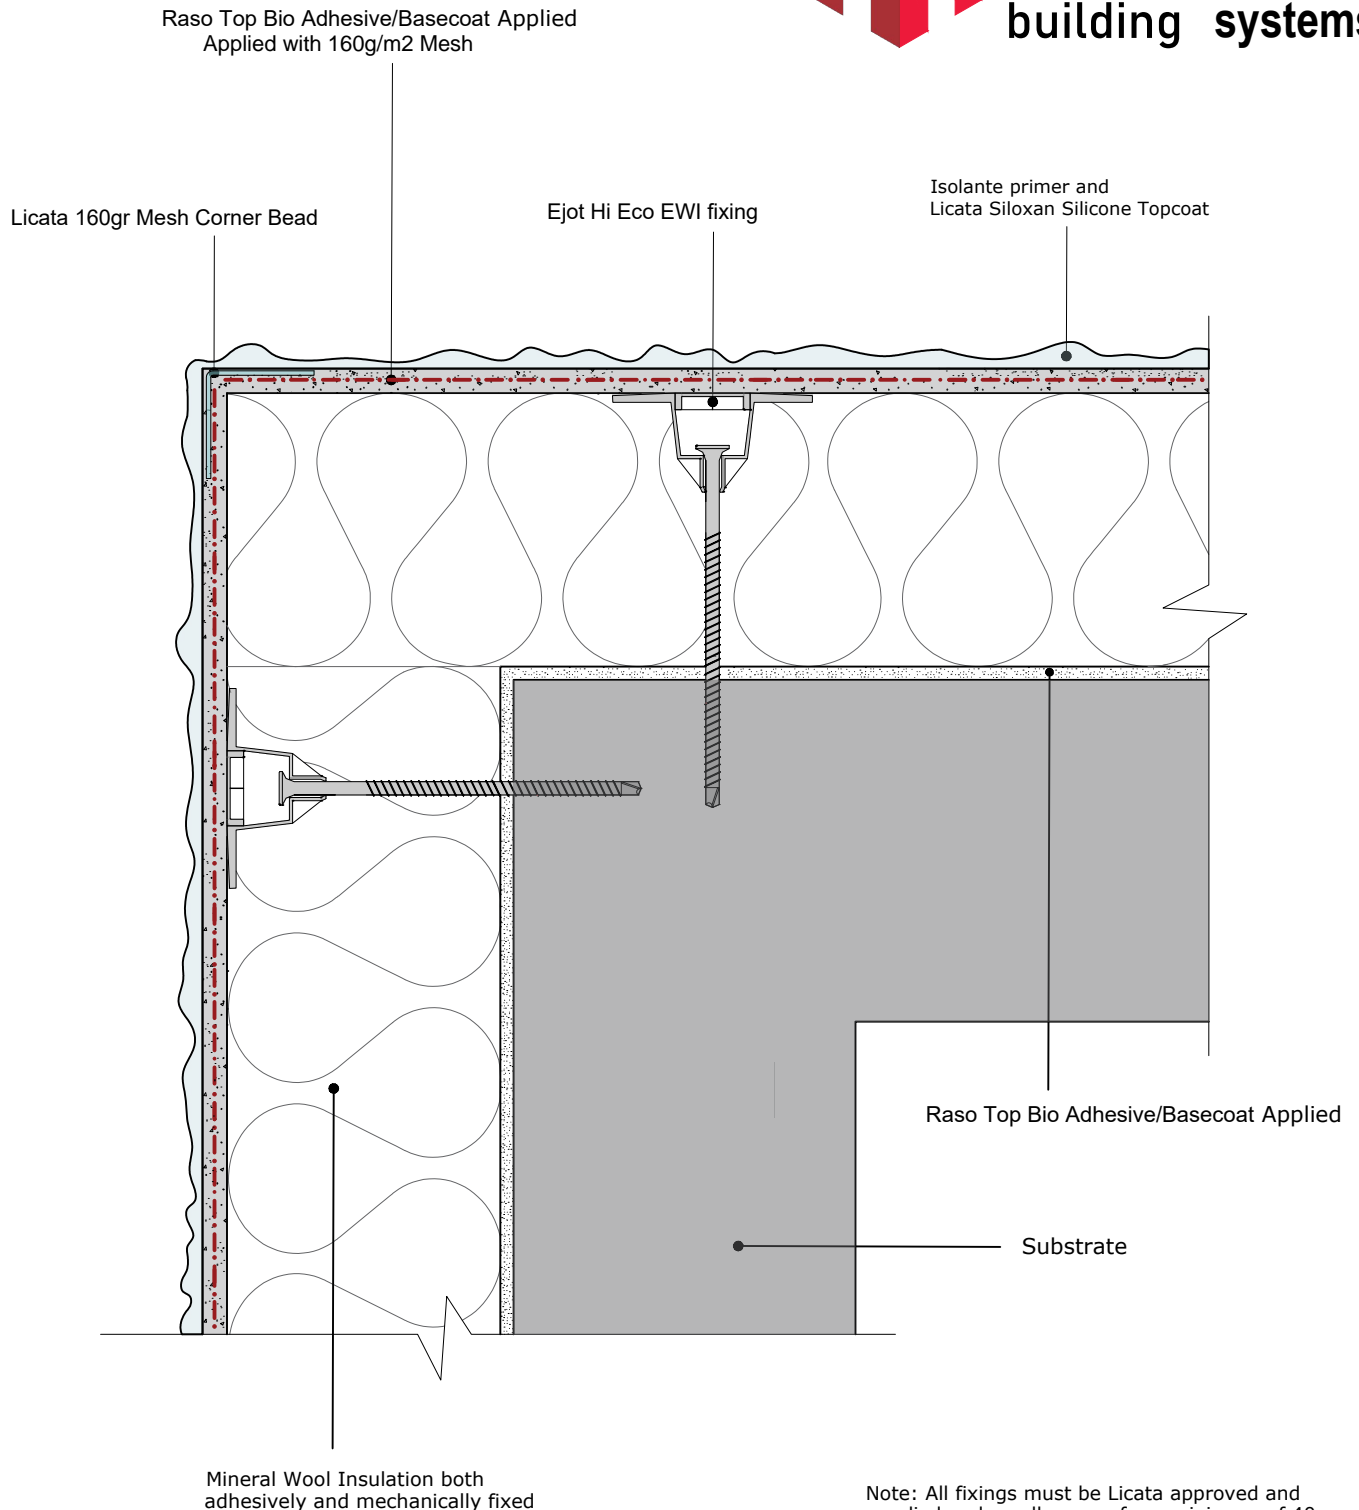 building systems
Raso Top Bio Adhesive/Basecoat Applied
Applied with 160g/m2 Mesh
Isolante primer and
Licata Siloxan Silicone Topcoat
Licata 160gr Mesh Corner Bead
Ejot Hi Eco EWI fixing
Raso Top Bio Adhesive/Basecoat Applied
Substrate
Mineral Wool Insulation both
adhesively and mechanically fixed
Note: All fixings must be Licata approved and